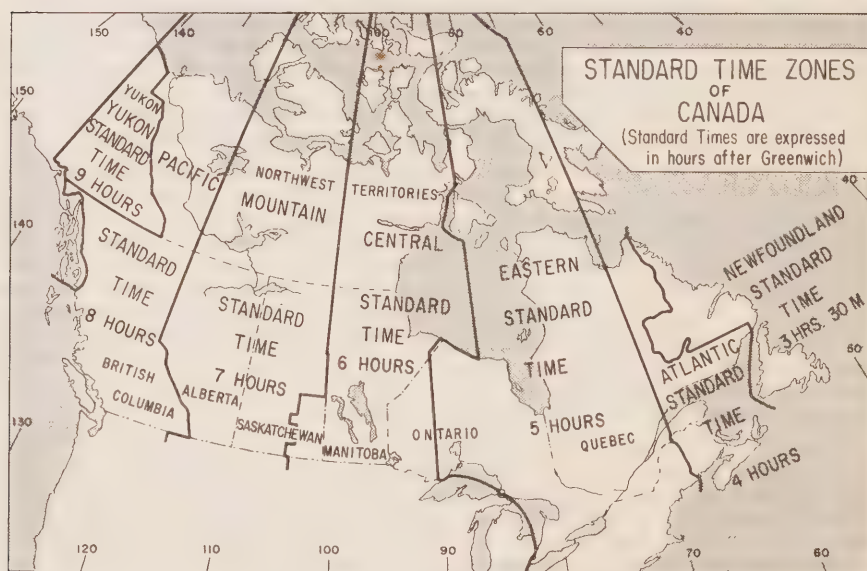 STANDARD TIME ZONES
OF
CANADA
(Standard Times are expressed
in hours after Greenwich)
140
120
100
80
60
40
150
YUKON
YUKON
STANDARD
TIME
9 HOURS
PACIFIC
STANDARD
TIME
8 HOURS
BRITISH
COLUMBIA
NORTHWEST
TERRITORIES
MOUNTAIN
STANDARD
TIME
7 HOURS
ALBERTA
SASKATCHEWAN
CENTRAL
STANDARD
TIME
6 HOURS
MANITOBA
ONTARIO
EASTERN
STANDARD
TIME
5 HOURS
QUEBEC
ATLANTIC
STANDARD
TIME
4 HOURS
NEWFOUNDLAND
STANDARD
TIME
3 HRS. 30 M
40
140
130
60
120
110
100
90
70
60